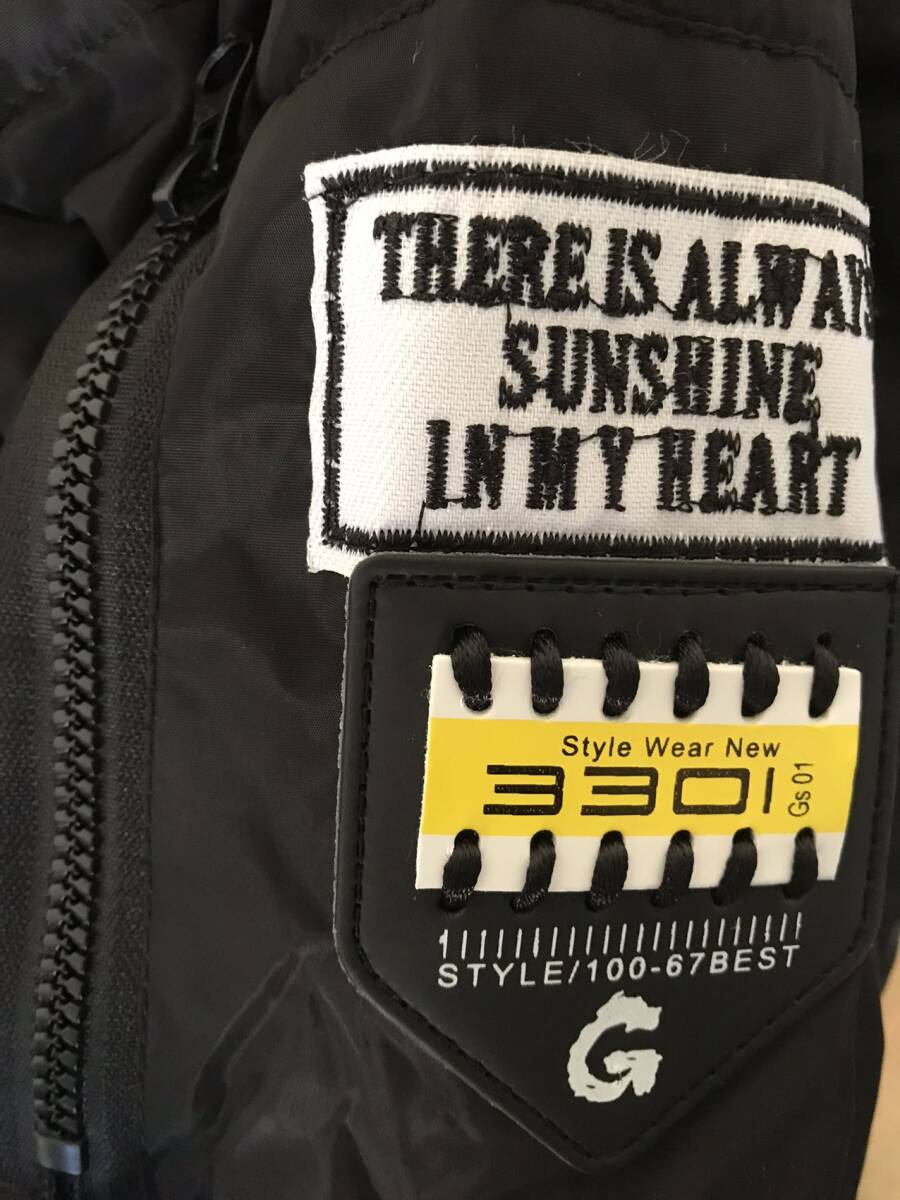 THERE IS ALWAYS
SUNSHINE
IN MY HEART
Style Wear New
3301
Gs 01
STYLE/100-67BEST
G